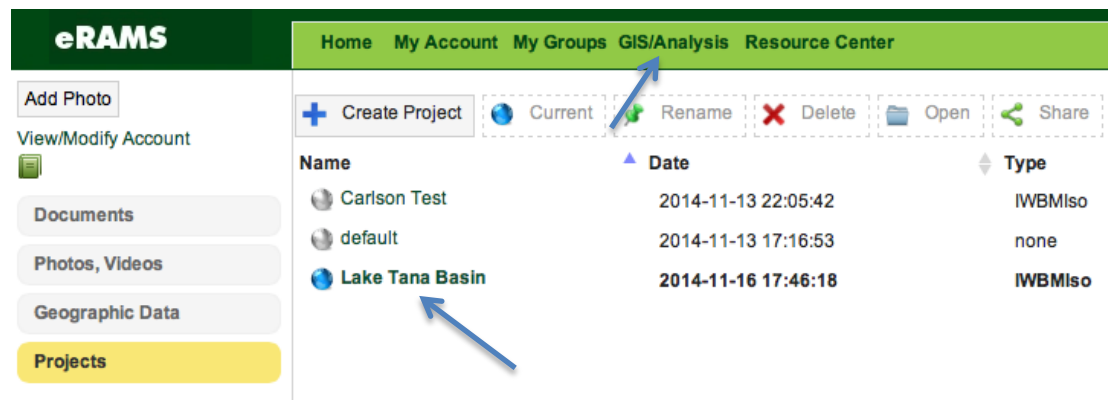 eRAMS
Home My Account My Groups GIS/Analysis Resource Center
Add Photo
View/Modify Account
Documents
Photos, Videos
Geographic Data
Projects
Create Project Current Rename Delete Open Share
Name Date Type
Carlson Test 2014-11-13 22:05:42 IWBMIso
default 2014-11-13 17:16:53 none
Lake Tana Basin 2014-11-16 17:46:18 IWBMIso